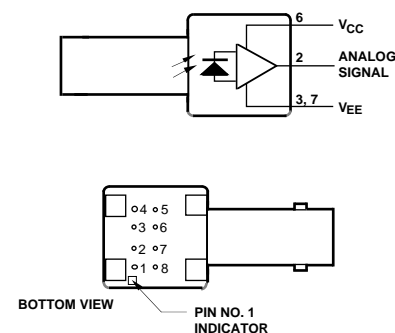 6
VCC
2
ANALOG
SIGNAL
3, 7
VEE
4 5
3 6
2 7
1 8
BOTTOM VIEW
PIN NO. 1
INDICATOR